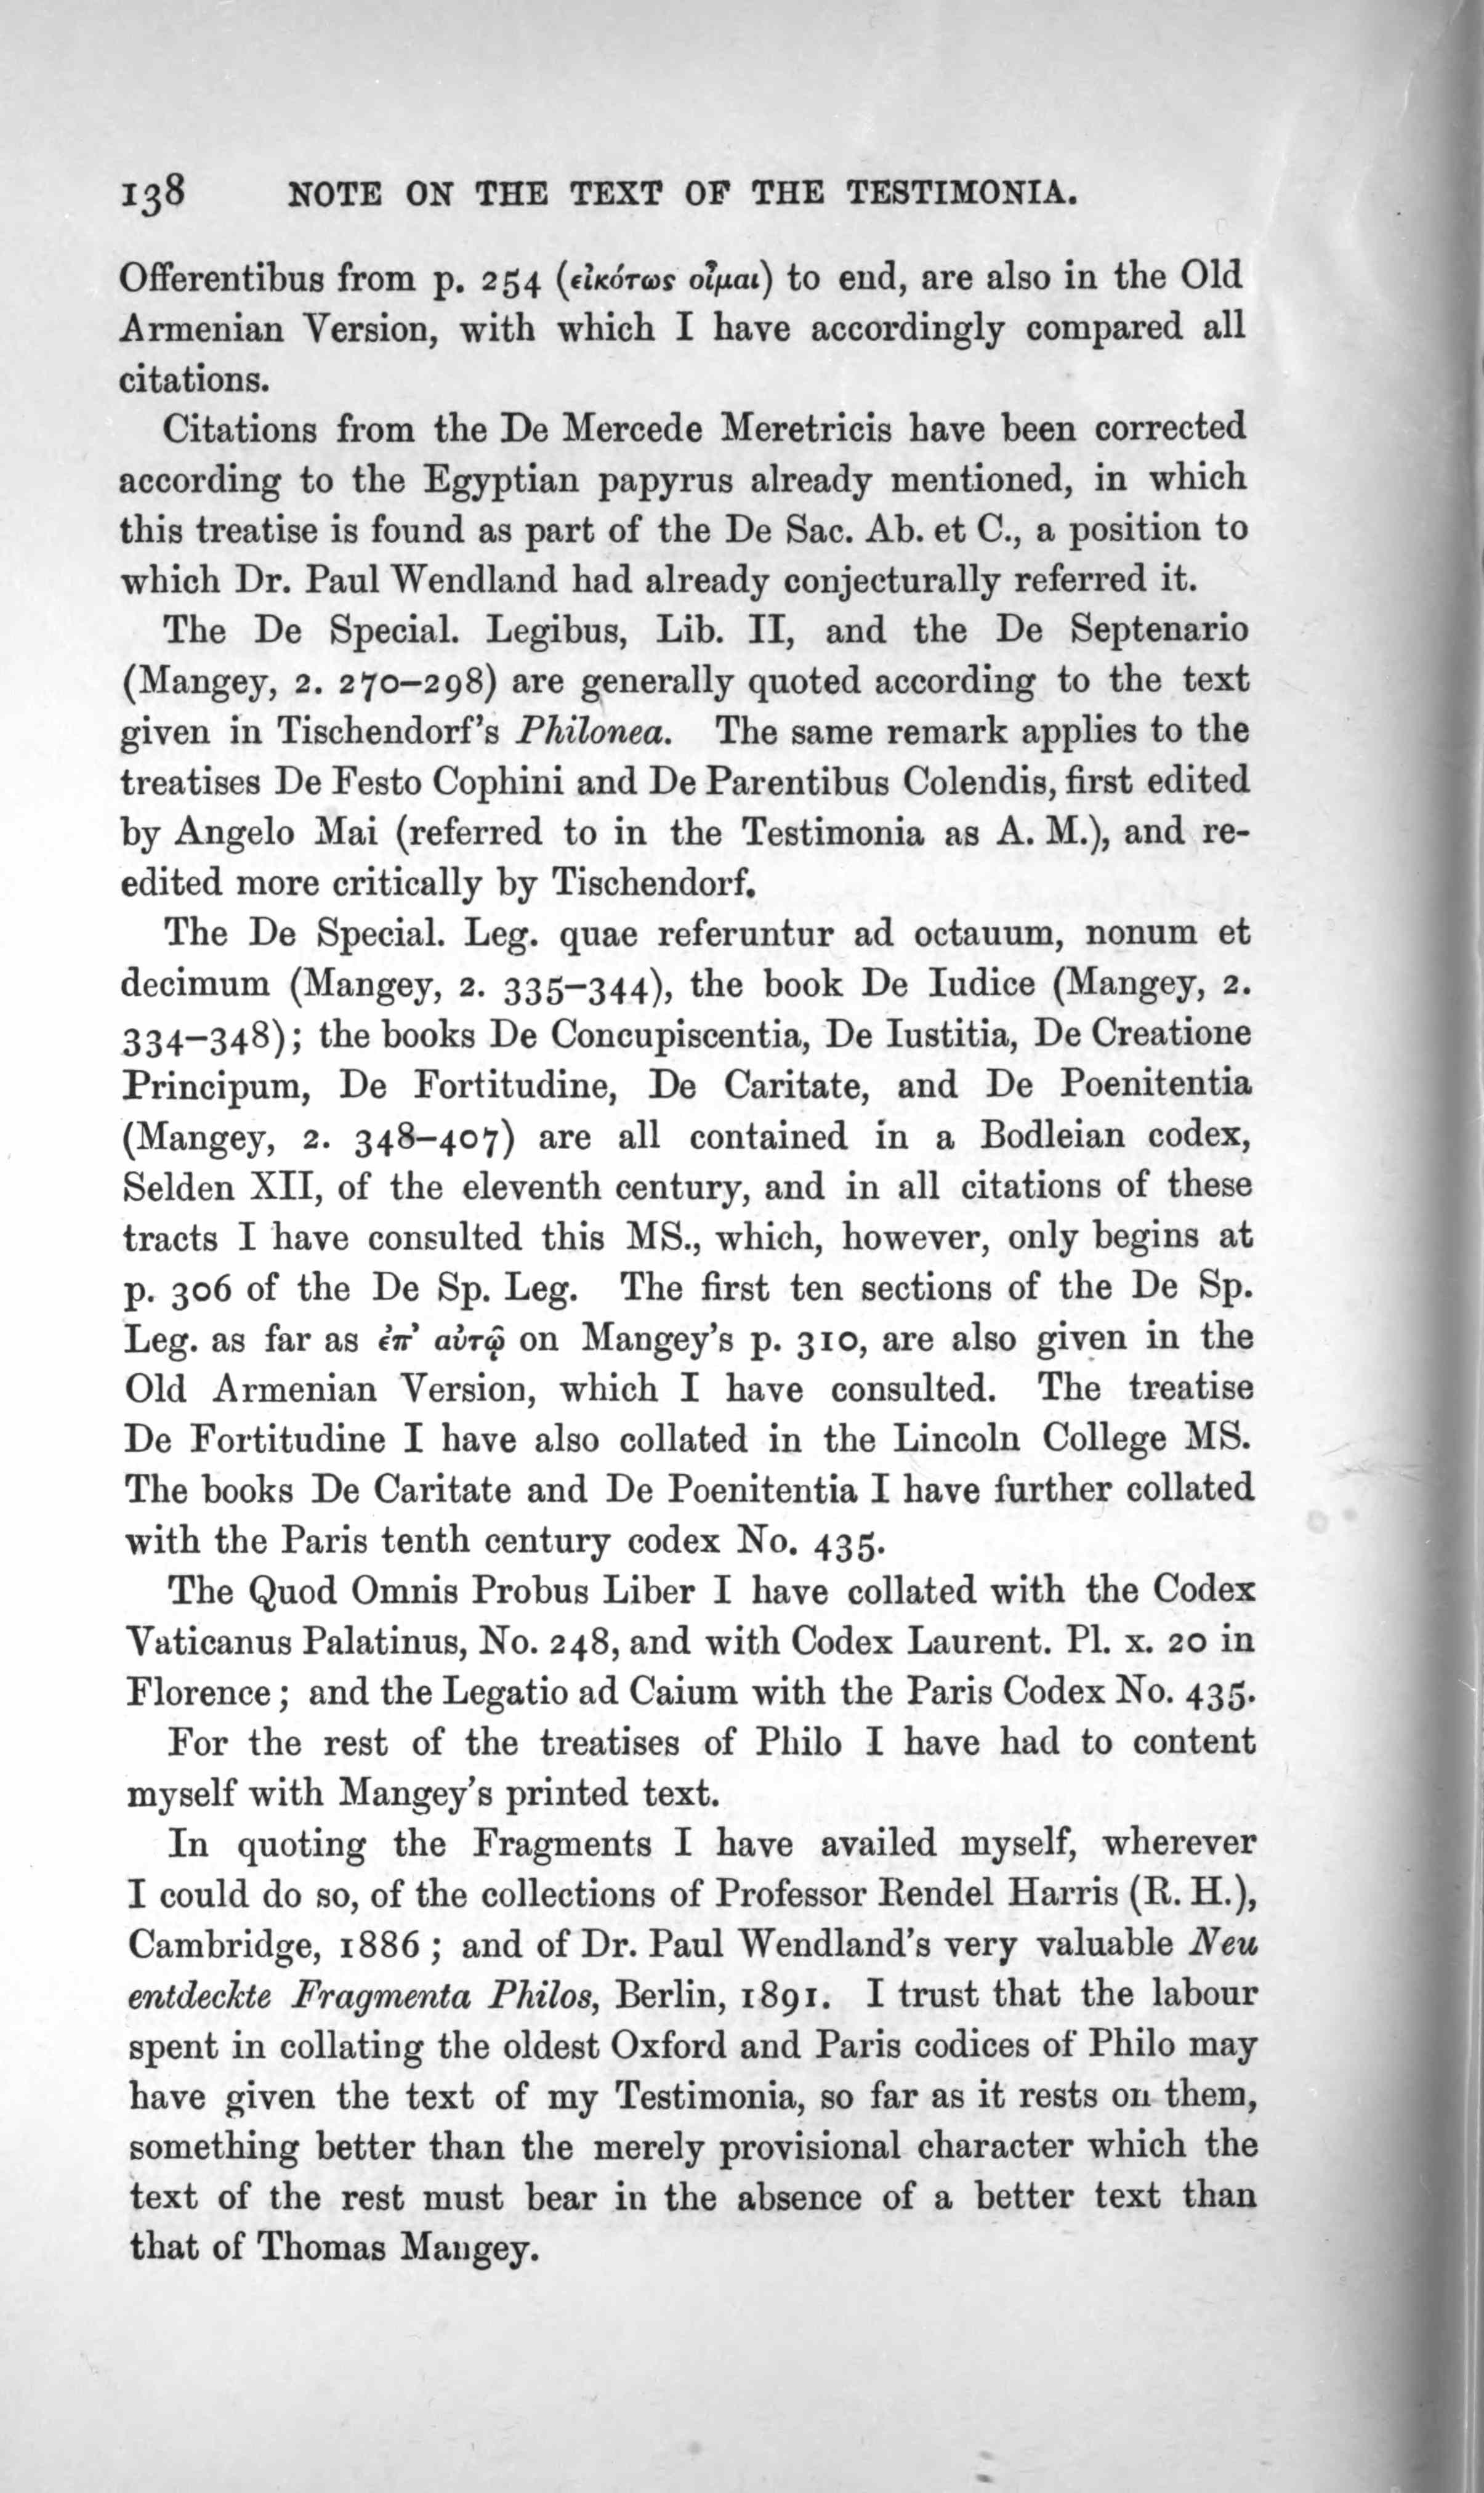 138 NOTE ON THE TEXT OF THE TESTIMONIA.
Offerentibus from p. 254 (εἰκότως οἶμαι) to end, are also in the Old
Armenian Version, with which I have accordingly compared all
citations.
Citations from the De Mercede Meretricis have been corrected
according to the Egyptian papyrus already mentioned, in which
this treatise is found as part of the De Sac. Ab. et C., a position to
which Dr. Paul Wendland had already conjecturally referred it.
The De Special. Legibus, Lib. II, and the De Septenario
(Mangey, 2. 270–298) are generally quoted according to the text
given in Tischendorf's Philonea. The same remark applies to the
treatises De Festo Cophini and De Parentibus Colendis, first edited
by Angelo Mai (referred to in the Testimonia as A. M.), and re-
edited more critically by Tischendorf.
The De Special. Leg. quae referuntur ad octauum, nonum et
decimum (Mangey, 2. 335–344), the book De Iudice (Mangey, 2.
334–348); the books De Concupiscentia, De Iustitia, De Creatione
Principum, De Fortitudine, De Caritate, and De Poenitentia
(Mangey, 2. 348–407) are all contained in a Bodleian codex,
Selden XII, of the eleventh century, and in all citations of these
tracts I have consulted this MS., which, however, only begins at
p. 306 of the De Sp. Leg. The first ten sections of the De Sp.
Leg. as far as ἐπ' αὐτῷ on Mangey's p. 310, are also given in the
Old Armenian Version, which I have consulted. The treatise
De Fortitudine I have also collated in the Lincoln College MS.
The books De Caritate and De Poenitentia I have further collated
with the Paris tenth century codex No. 435.
The Quod Omnis Probus Liber I have collated with the Codex
Vaticanus Palatinus, No. 248, and with Codex Laurent. Pl. x. 20 in
Florence; and the Legatio ad Caium with the Paris Codex No. 435.
For the rest of the treatises of Philo I have had to content
myself with Mangey's printed text.
In quoting the Fragments I have availed myself, wherever
I could do so, of the collections of Professor Rendel Harris (R. H.),
Cambridge, 1886; and of Dr. Paul Wendland's very valuable Neu
entdeckte Fragmenta Philos, Berlin, 1891. I trust that the labour
spent in collating the oldest Oxford and Paris codices of Philo may
have given the text of my Testimonia, so far as it rests on them,
something better than the merely provisional character which the
text of the rest must bear in the absence of a better text than
that of Thomas Mangey.